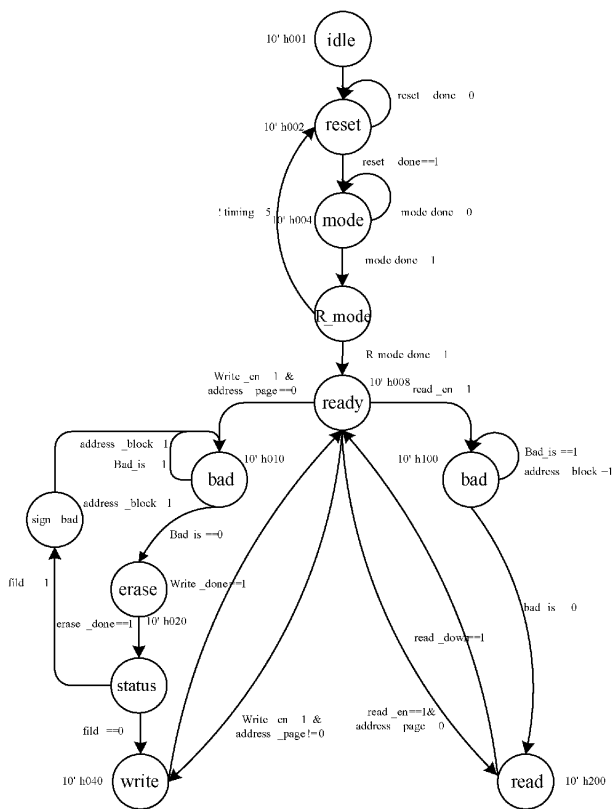 10' h001
idle
reset done 0
10' h002
reset
reset done==1
! timing 5
10' h004
mode
mode done 0
mode done 1
R_mode
R mode done 1
Write _en 1 &
address page==0
10' h008
read _en 1
ready
address _block 1
Bad_is 1
10' h010
bad
10' h100
bad
Bad_is ==1
address block =1
sign bad
address _block 1
Bad is ==0
erase
Write _done==1
fild 1
erase _done==1
10' h020
bad is 0
read _down==1
status
fild ==0
Write en 1 &
address _page!=0
read _en==1&
address page 0
10' h040
write
read
10' h200